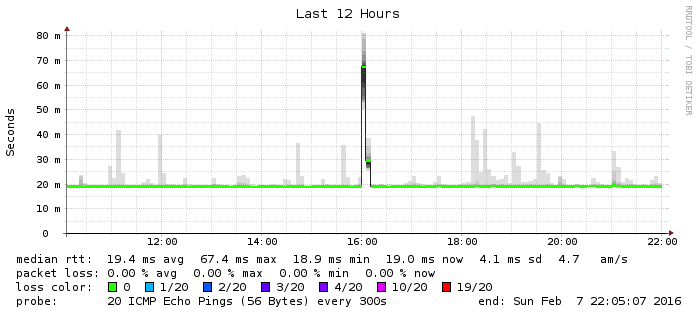 Last 12 Hours
RRDTOOL / TOBI OETIKER
Seconds
80 m
70 m
60 m
50 m
40 m
30 m
20 m
10 m
0
12:00 14:00 16:00 18:00 20:00 22:00
median rtt: 19.4 ms avg 67.4 ms max 18.9 ms min 19.0 ms now 4.1 ms sd 4.7 am/s
packet loss: 0.00 % avg 0.00 % max 0.00 % min 0.00 % now
loss color: 0 1/20 2/20 3/20 4/20 10/20 19/20
probe: 20 ICMP Echo Pings (56 Bytes) every 300s end: Sun Feb 7 22:05:07 2016